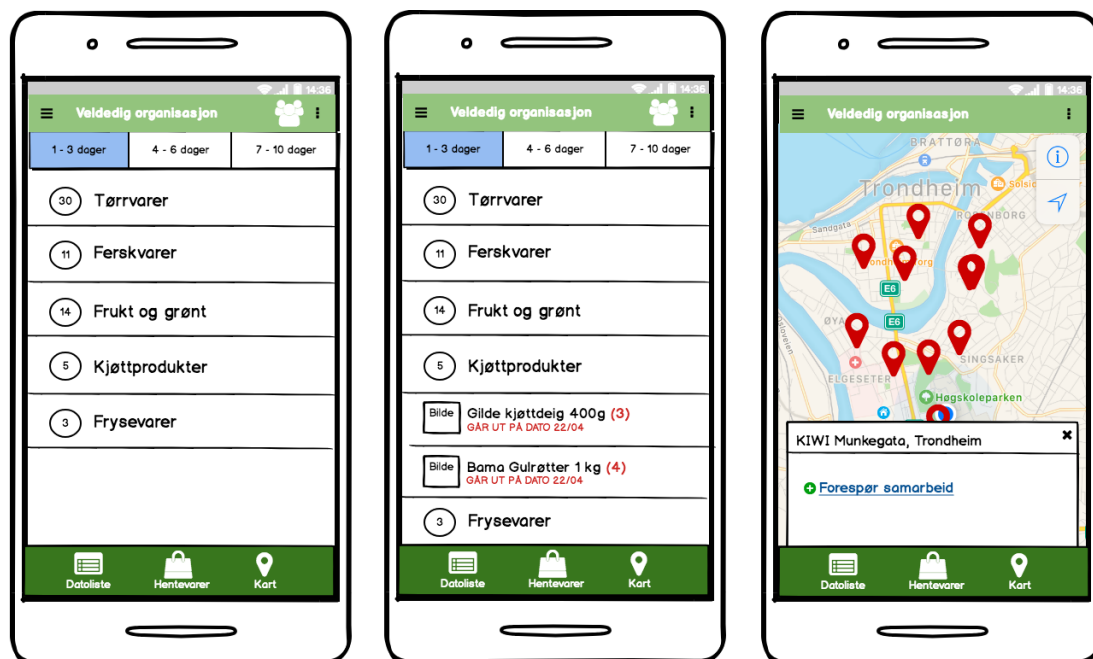 14:36
Veldedig organisasjon
1 - 3 dager
4 - 6 dager
7 - 10 dager
30 Tørrvarer
11 Ferskvarer
14 Frukt og grønt
5 Kjøttprodukter
3 Frysevarer
Datoliste
Hentevarer
Kart
14:36
Veldedig organisasjon
1 - 3 dager
4 - 6 dager
7 - 10 dager
30 Tørrvarer
11 Ferskvarer
14 Frukt og grønt
5 Kjøttprodukter
Bilde
Gilde kjøttdeig 400g (3)
GÅR UT PÅ DATO 22/04
Bilde
Bama Gulrøtter 1 kg (4)
GÅR UT PÅ DATO 22/04
3 Frysevarer
Datoliste
Hentevarer
Kart
14:36
Veldedig organisasjon
BRATTØRA
Trondheim
Solsi
Sandgata
E6
E6
ØYA
SINGSAKER
ELGESETER
Høgskoleparken
KIWI Munkegata, Trondheim
Forespør samarbeid
Datoliste
Hentevarer
Kart